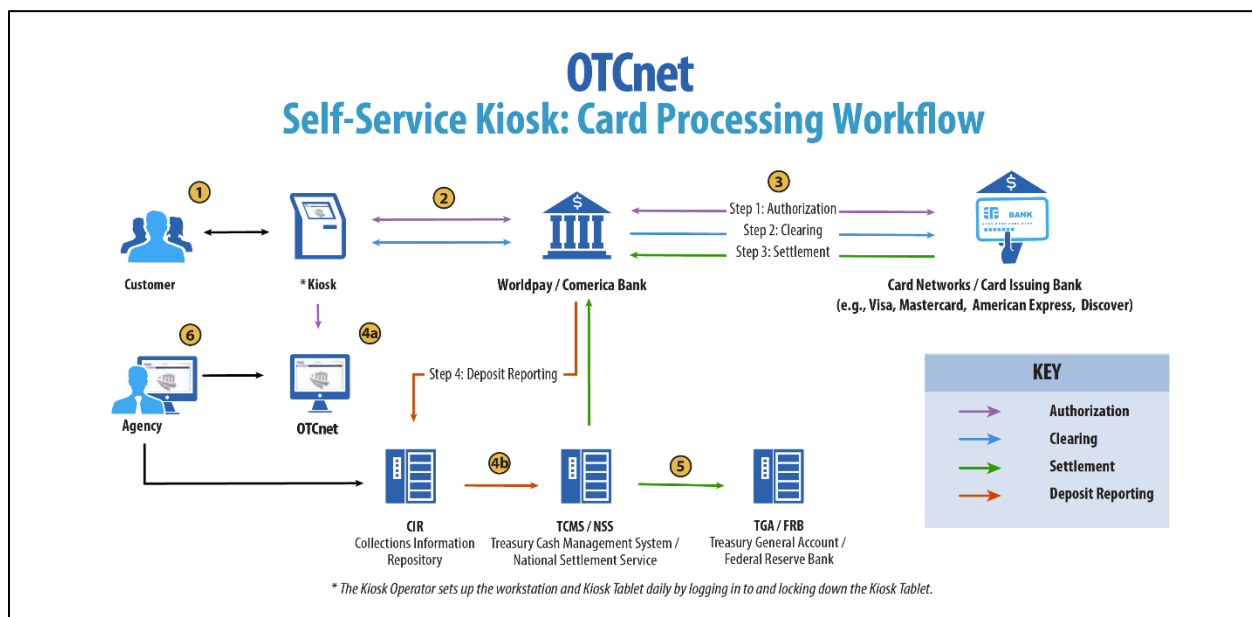 OTCnet
Self-Service Kiosk: Card Processing Workflow
1
2
3
Step 1: Authorization
Step 2: Clearing
Step 3: Settlement
BANK
Customer
* Kiosk
Worldpay / Comerica Bank
Card Networks / Card Issuing Bank
(e.g., Visa, Mastercard, American Express, Discover)
6
4a
Step 4: Deposit Reporting
Agency
OTCnet
KEY
Authorization
Clearing
Settlement
Deposit Reporting
4b
5
CIR
Collections Information
Repository
TCMS / NSS
Treasury Cash Management System /
National Settlement Service
TGA / FRB
Treasury General Account /
Federal Reserve Bank
* The Kiosk Operator sets up the workstation and Kiosk Tablet daily by logging in to and locking down the Kiosk Tablet.